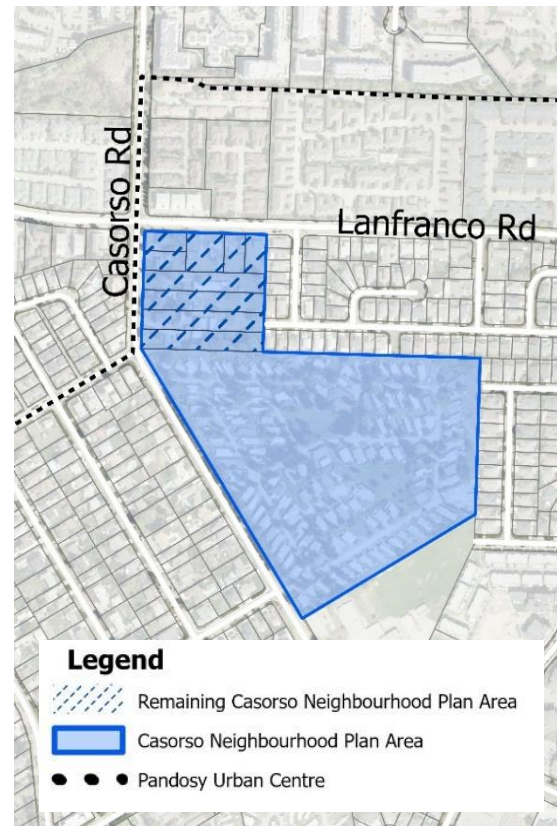 Casorso Rd
Lanfranco Rd
Legend
Remaining Casorso Neighbourhood Plan Area
Casorso Neighbourhood Plan Area
Pandosy Urban Centre